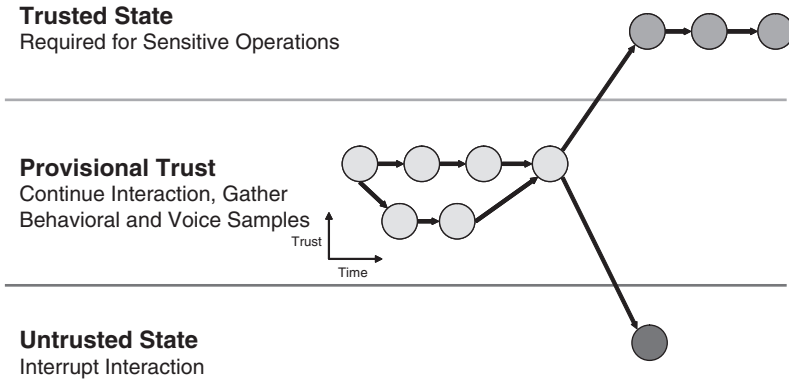 Trusted State
Required for Sensitive Operations
Provisional Trust
Continue Interaction, Gather
Behavioral and Voice Samples
Trust
Time
Untrusted State
Interrupt Interaction